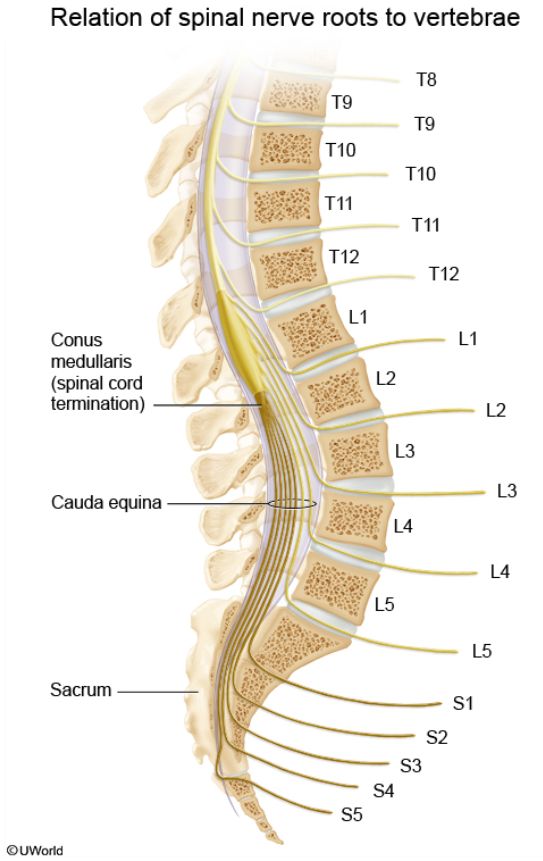 Relation of spinal nerve roots to vertebrae
T8
T9
T9
T10
T10
T11
T11
T12
T12
L1
L1
Conus
medullaris
(spinal cord
termination)
L2
L2
L3
L3
Cauda equina
L4
L4
L5
L5
Sacrum
S1
S2
S3
S4
S5
©UWorld